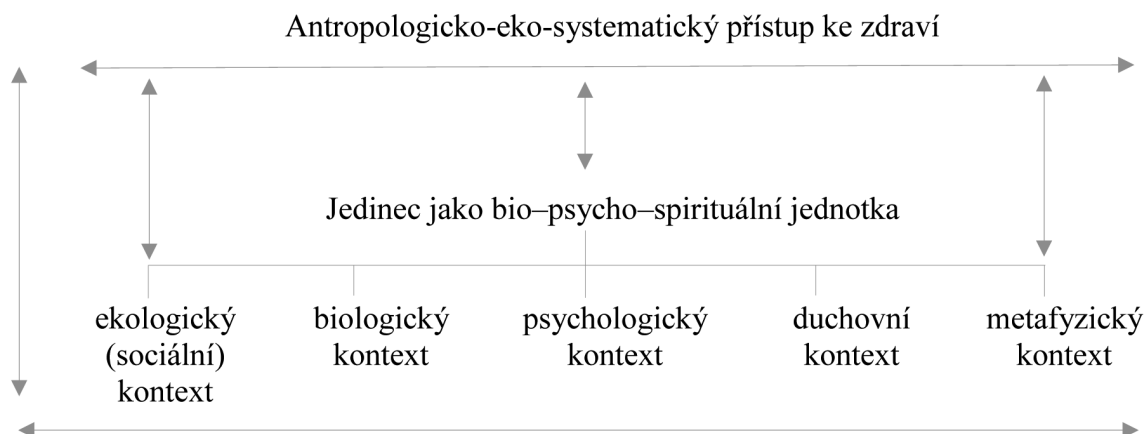 Antropologicko-eko-systematický přístup ke zdraví
Jedinec jako bio–psycho–spirituální jednotka
ekologický
(sociální)
kontext
biologický
kontext
psychologický
kontext
duchovní
kontext
metafyzický
kontext